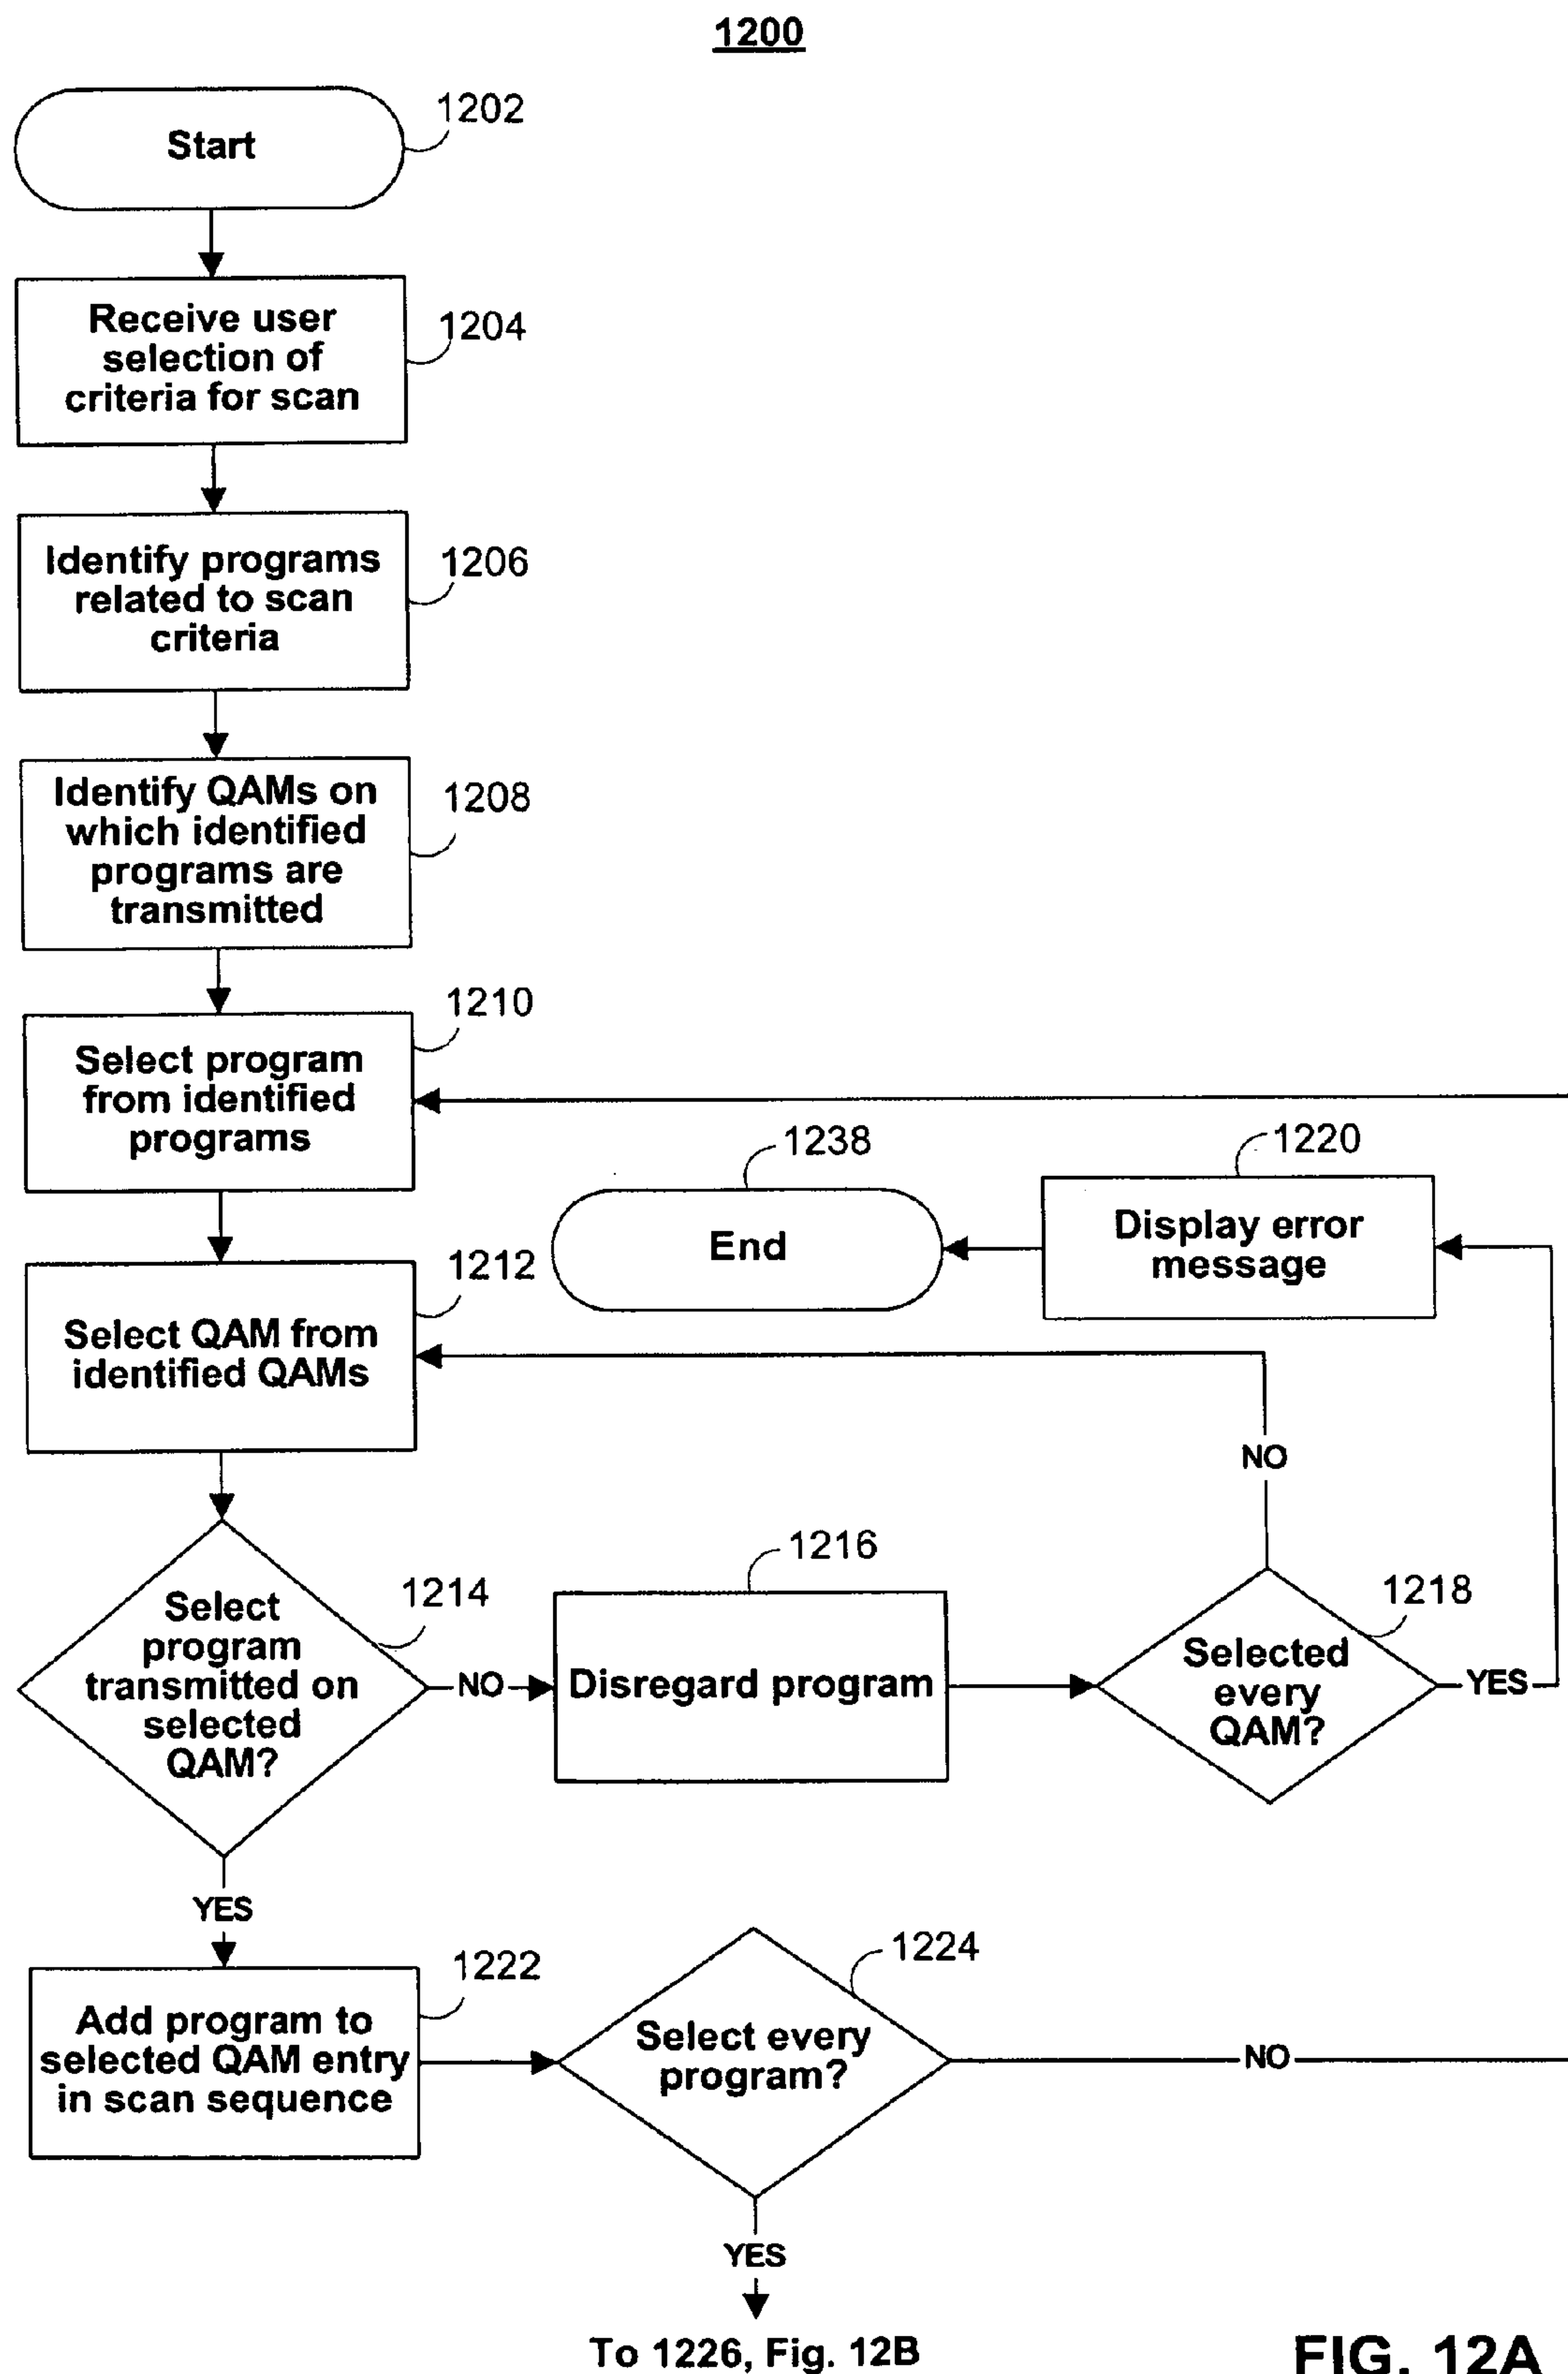 1200
Start
1202
Receive user
selection of
criteria for scan
1204
Identify programs
related to scan
criteria
1206
Identify QAMs on
which identified
programs are
transmitted
1208
Select program
from identified
programs
1210
End
1238
Display error
message
1220
Select QAM from
identified QAMs
1212
NO
Select
program
transmitted on
selected
QAM?
1214
NO
Disregard program
1216
Selected
every
QAM?
1218
YES
YES
Add program to
selected QAM entry
in scan sequence
1222
Select every
program?
1224
NO
YES
To 1226, Fig. 12B
FIG. 12A